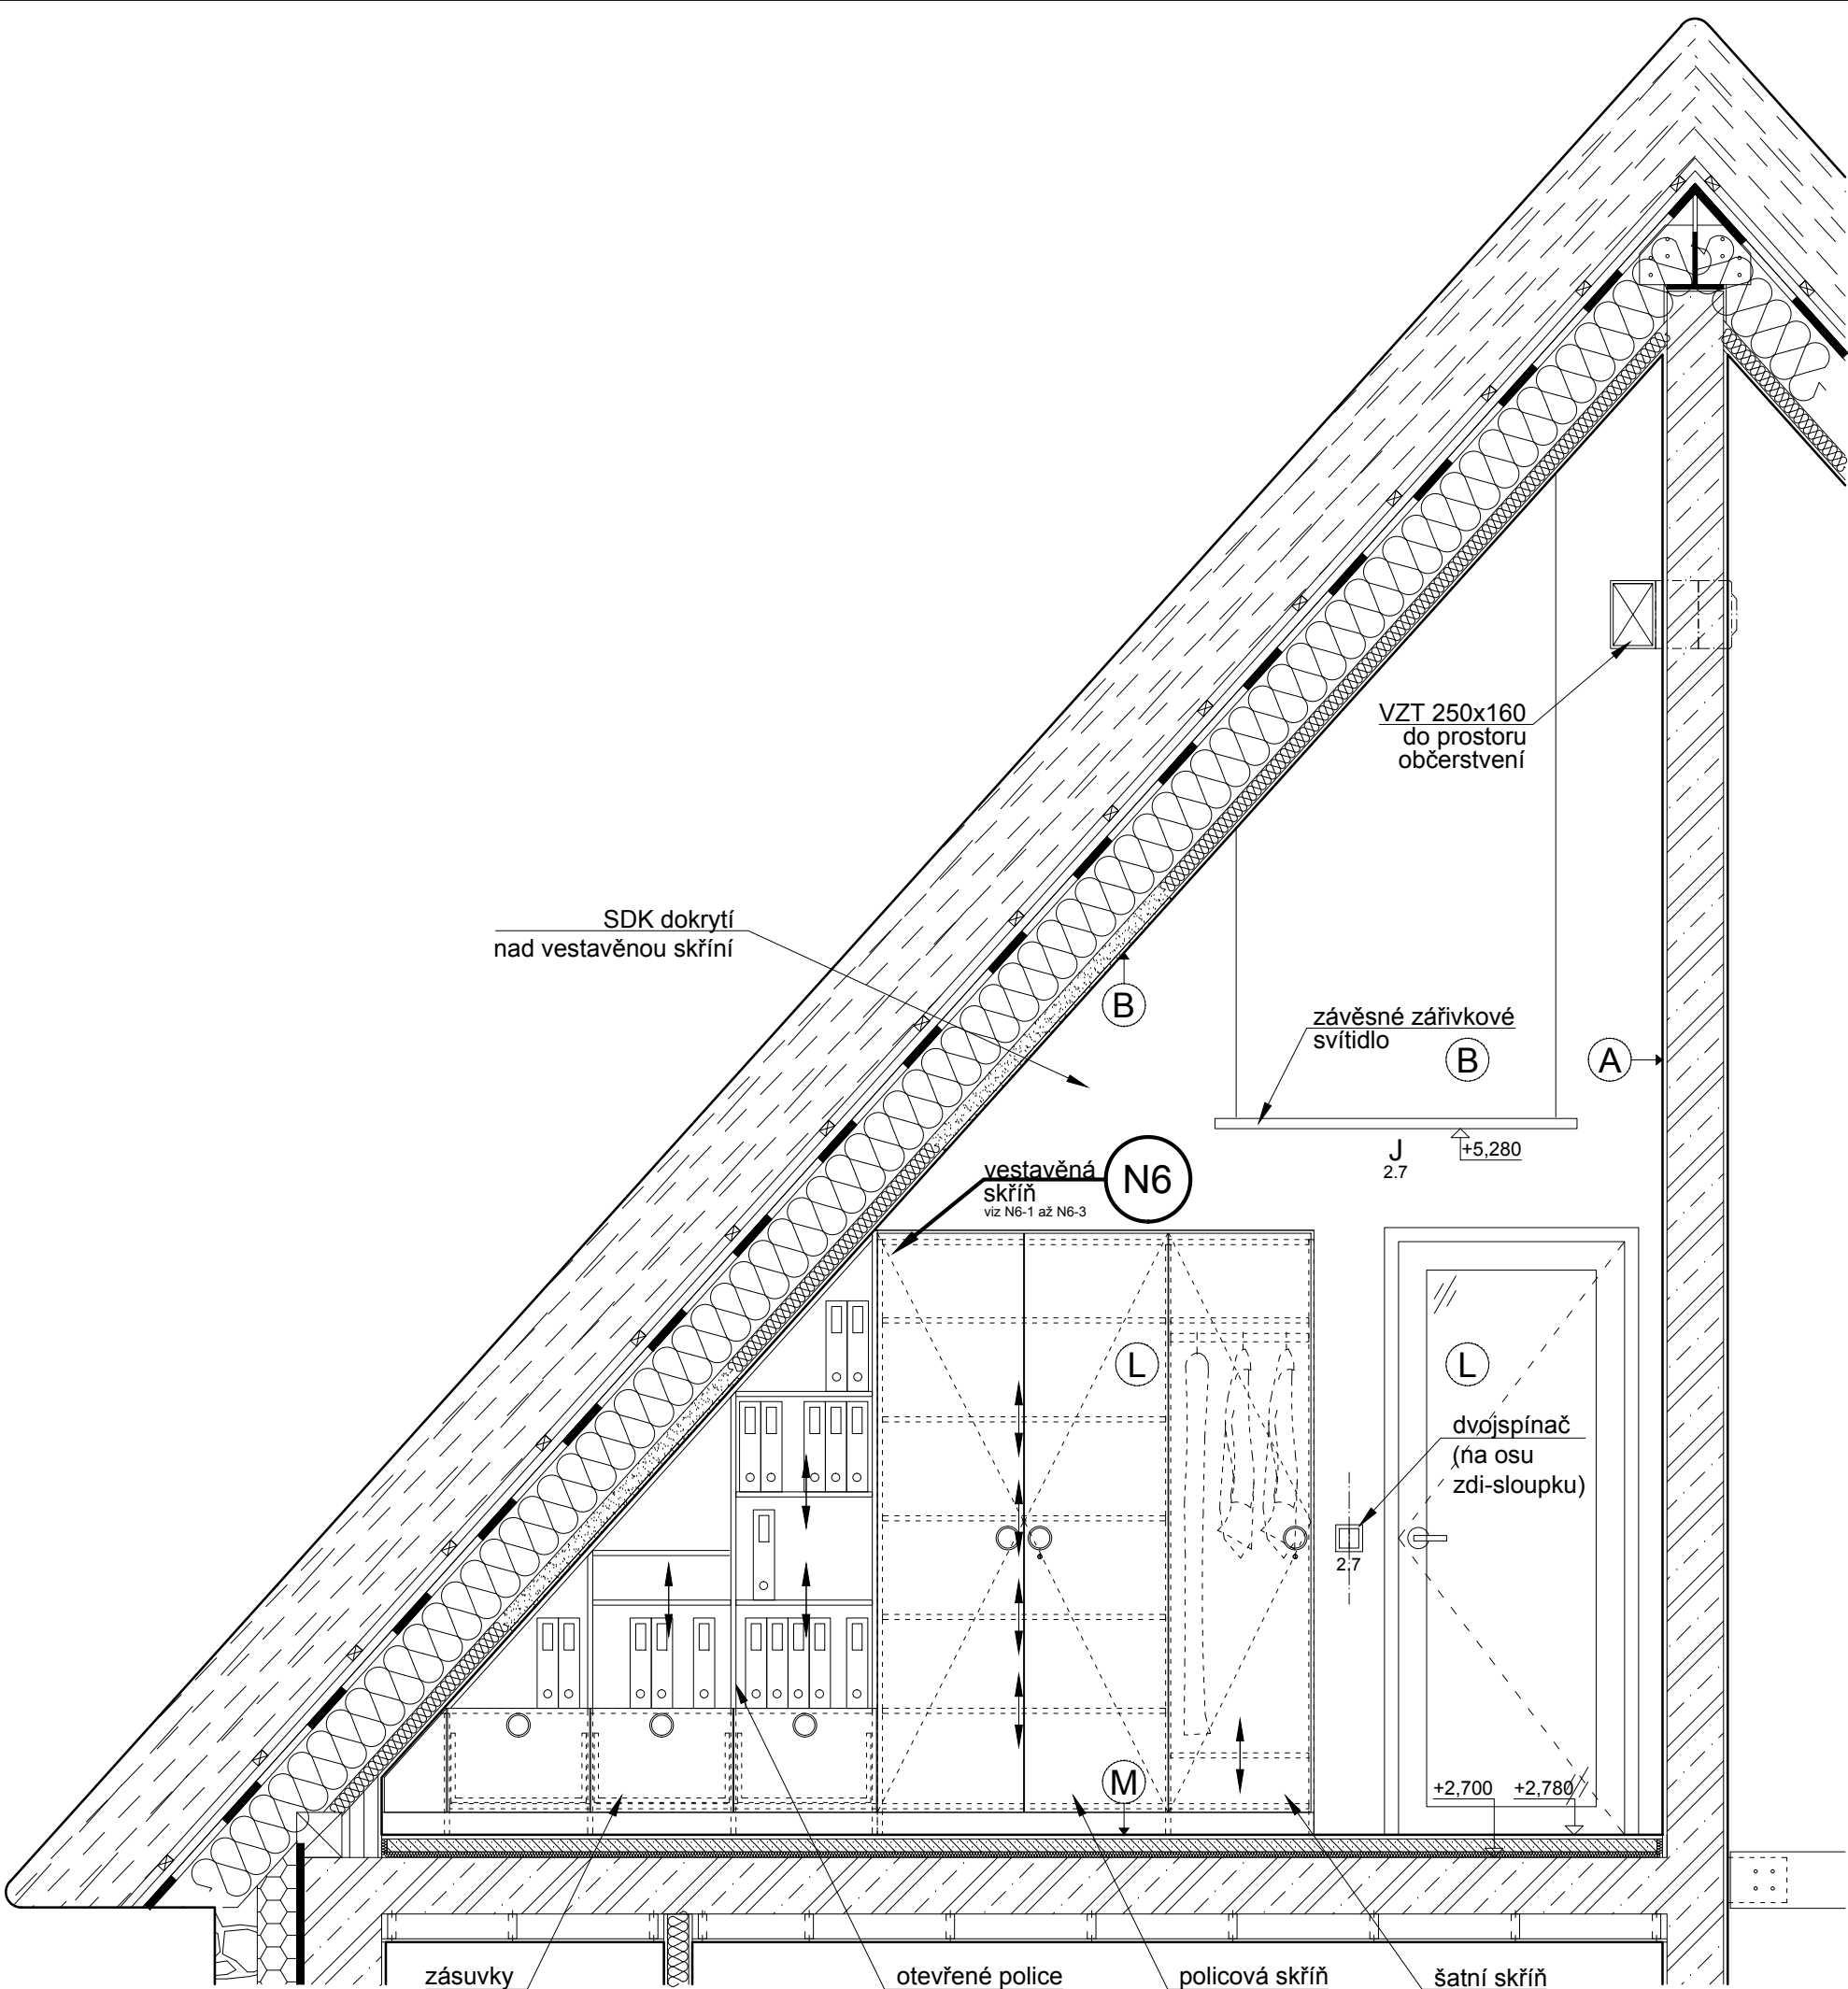 VZT 250x160
do prostoru
občerstvení
SDK dokrytí
nad vestavěnou skříní
B
závěsné zářivkové
svítidlo
B
A
J
2.7
+5,280
vestavěná
skříň
viz N6-1 až N6-3
N6
L
L
dvojspínač
(na osu
zdi-sloupku)
2.7
M
+2,700
+2,780
zásuvky
otevřené police
policová skříň
šatní skříň